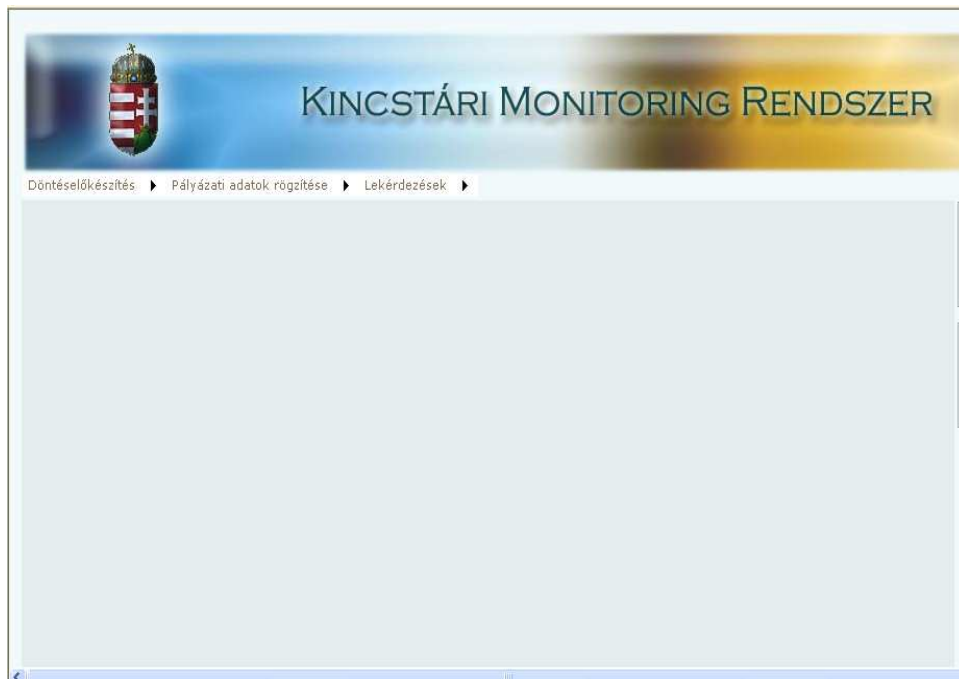 KINCSTÁRI MONITORING RENDSZER
Döntéselőkészítés Pályázati adatok rögzítése Lekérdezések